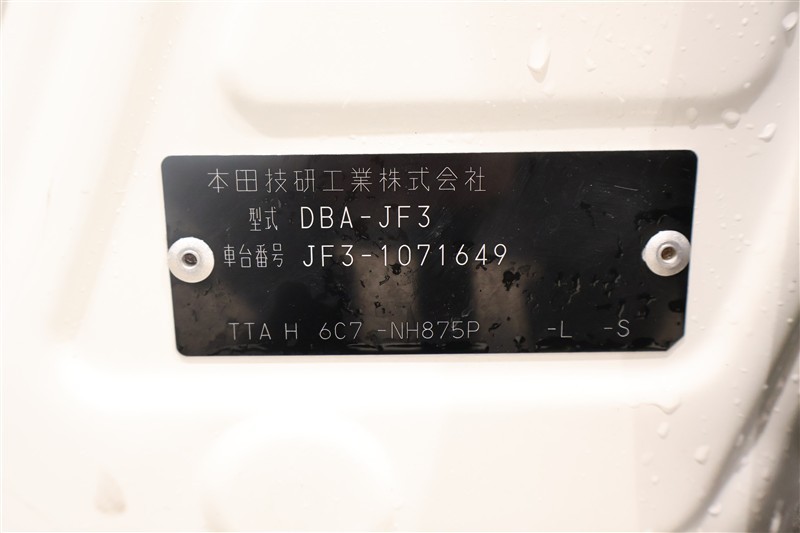 本田技研工業株式会社
型式 DBA-JF3
車台番号 JF3-1071649
TTA H 6C7 -NH875P -L -S